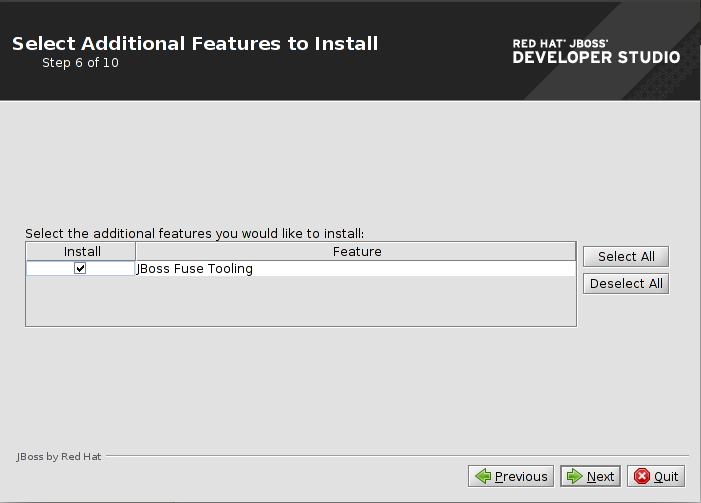 Select Additional Features to Install
Step 6 of 10
RED HAT® JBOSS®
DEVELOPER STUDIO
Select the additional features you would like to install:
Install Feature
JBoss Fuse Tooling
Select All
Deselect All
JBoss by Red Hat
Previous Next Quit